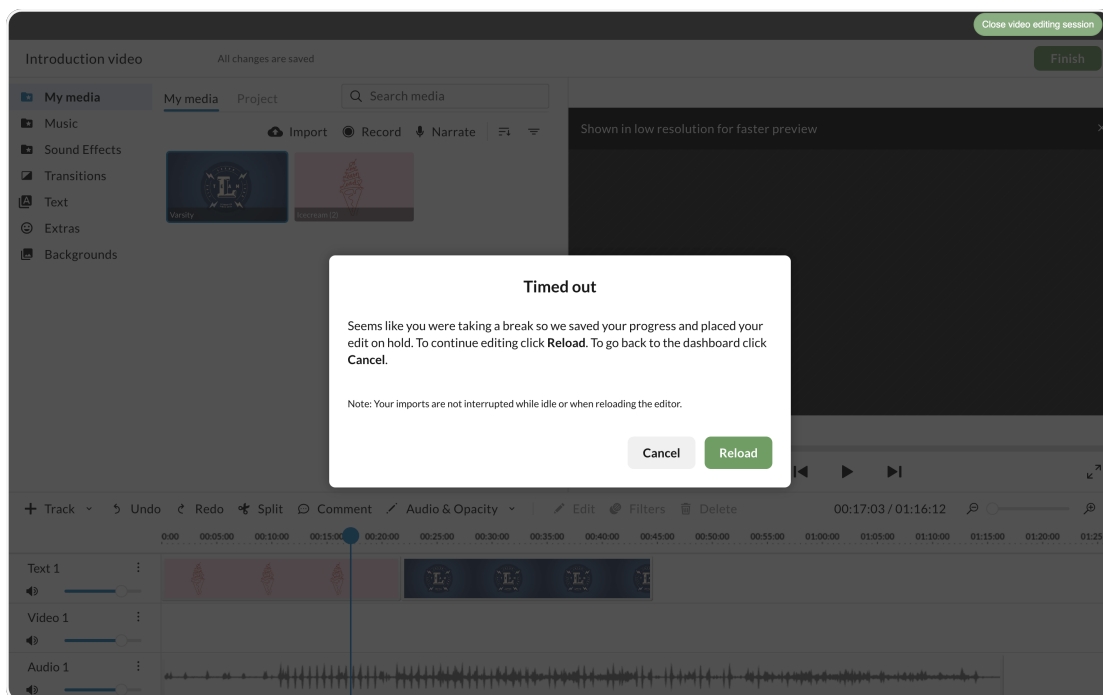 Close video editing session
Introduction video
All changes are saved
Finish
My media
Music
Sound Effects
Transitions
Text
Extras
Backgrounds
My media Project
Search media
Import Record Narrate
Varsity
Icecream (2)
Shown in low resolution for faster preview
Timed out
Seems like you were taking a break so we saved your progress and placed your
edit on hold. To continue editing click Reload. To go back to the dashboard click
Cancel.
Note: Your imports are not interrupted while idle or when reloading the editor.
Cancel Reload
Track Undo Redo Split Comment Audio & Opacity Edit Filters Delete 00:17:03 / 01:16:12
0:00 00:05:00 00:10:00 00:15:00 00:20:00 00:25:00 00:30:00 00:35:00 00:40:00 00:45:00 00:50:00 00:55:00 01:00:00 01:05:00 01:10:00 01:15:00 01:20:00 01:25
Text 1
Video 1
Audio 1